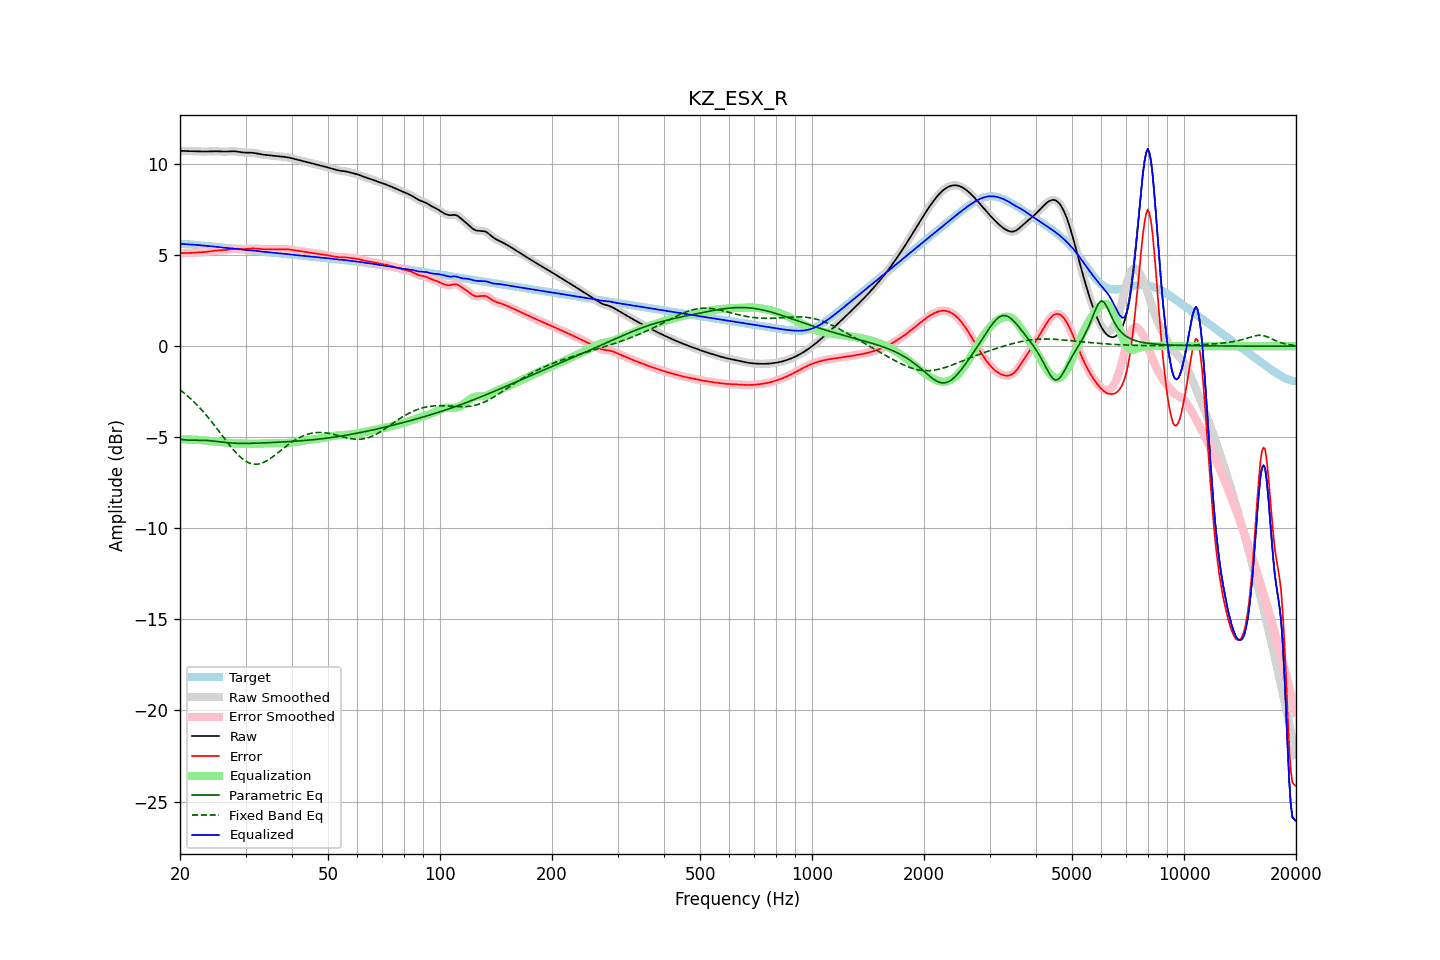 KZ_ESX_R
Amplitude (dBr)
10
5
0
−5
−10
−15
−20
−25
Target
Raw Smoothed
Error Smoothed
Raw
Error
Equalization
Parametric Eq
Fixed Band Eq
Equalized
20 50 100 200 500 1000 2000 5000 10000 20000
Frequency (Hz)